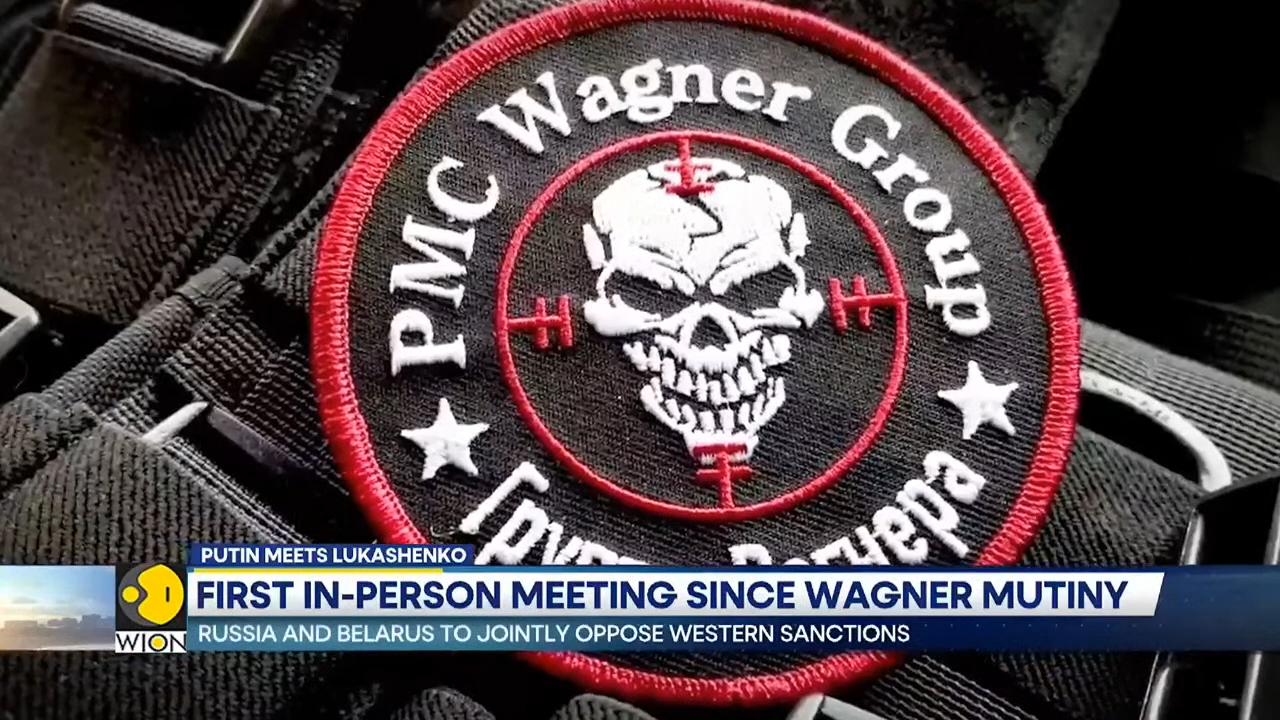 PMC Wagner Group
PUTIN MEETS LUKASHENKO
FIRST IN-PERSON MEETING SINCE WAGNER MUTINY
WION
RUSSIA AND BELARUS TO JOINTLY OPPOSE WESTERN SANCTIONS